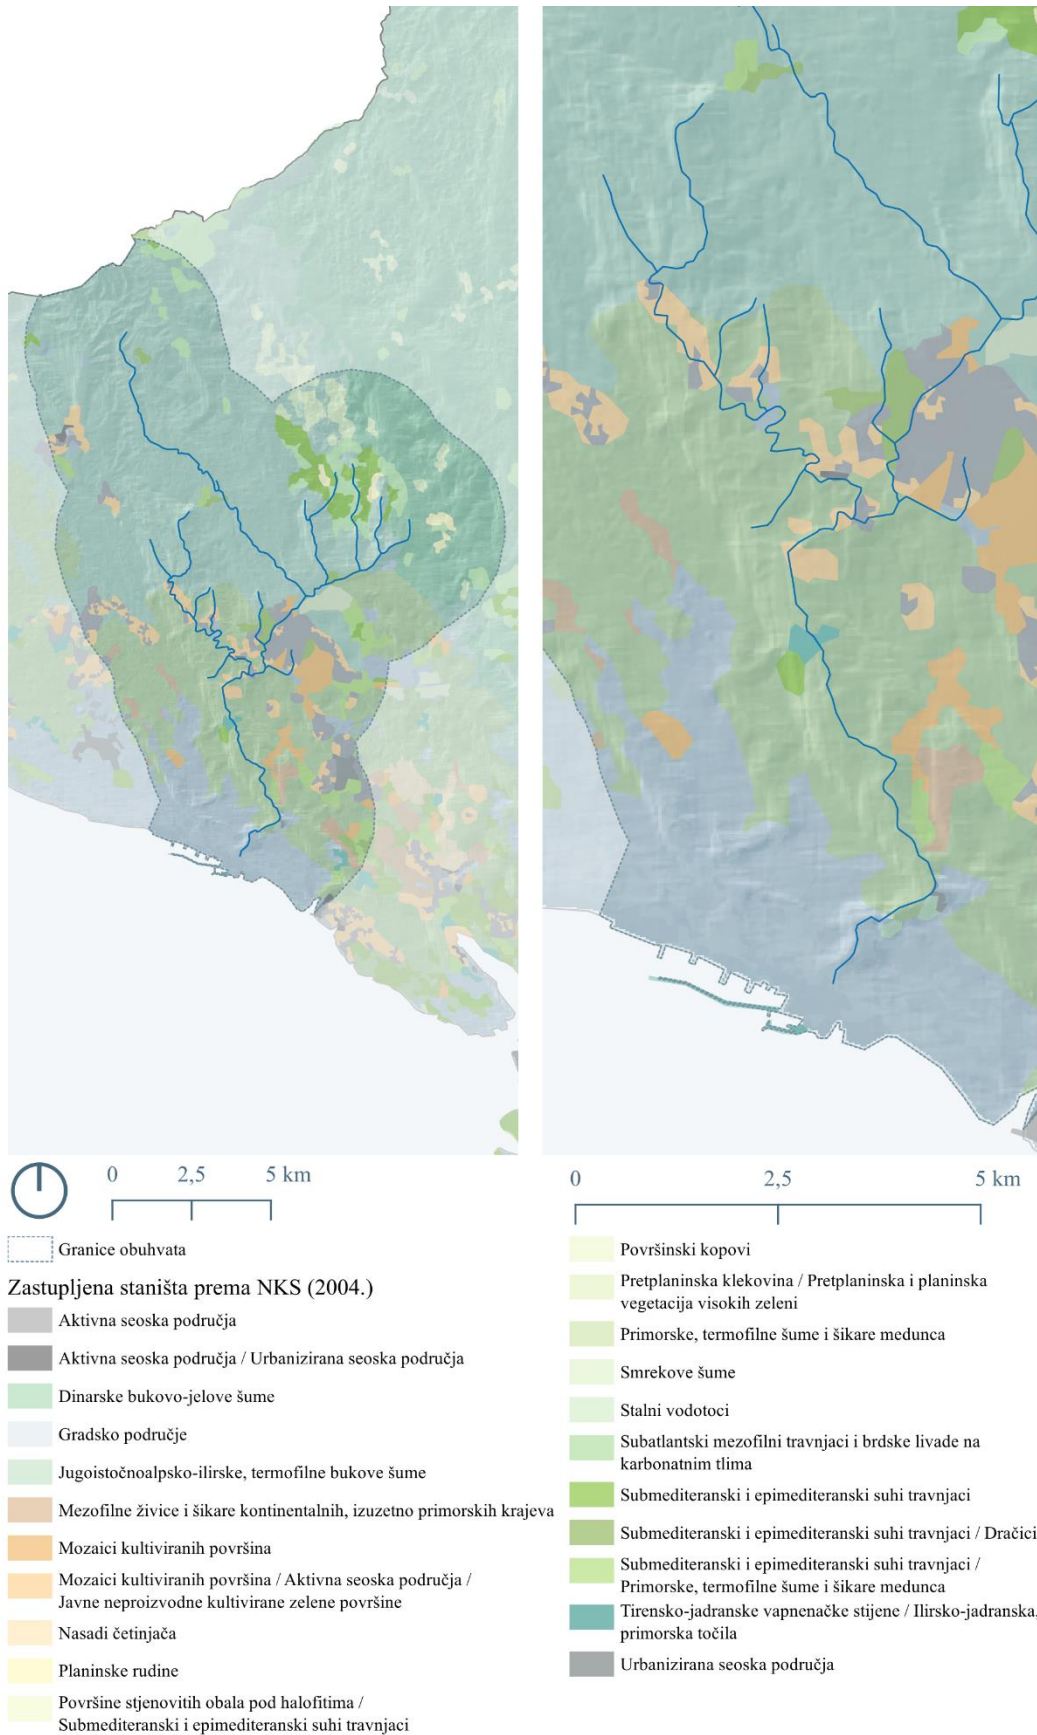 0 2,5 5 km
0 2,5 5 km
Granice obuhvata
Zastupljena staništa prema NKS (2004.)
Aktivna seoska područja
Aktivna seoska područja / Urbanizirana seoska područja
Dinarske bukovo-jelove šume
Gradsko područje
Jugoistočnoalpsko-ilirske, termofilne bukove šume
Mezofilne živice i šikare kontinentalnih, izuzetno primorskih krajeva
Mozaici kultiviranih površina
Mozaici kultiviranih površina / Aktivna seoska područja /
Javne neproizvodne kultivirane zelene površine
Nasadi četinjača
Planinske rudine
Površine stjenovitih obala pod halofitima /
Submediteranski i epimediteranski suhi travnjaci
Površinski kopovi
Pretplaninska klekovina / Pretplaninska i planinska
vegetacija visokih zeleni
Primorske, termofilne šume i šikare medunca
Smrekove šume
Stalni vodotoci
Subatlantski mezofilni travnjaci i brdske livade na
karbonatnim tlima
Submediteranski i epimediteranski suhi travnjaci
Submediteranski i epimediteranski suhi travnjaci / Dračici
Submediteranski i epimediteranski suhi travnjaci /
Primorske, termofilne šume i šikare medunca
Tirensko-jadranske vapnenačke stijene / Ilirsko-jadranska,
primorska točila
Urbanizirana seoska područja